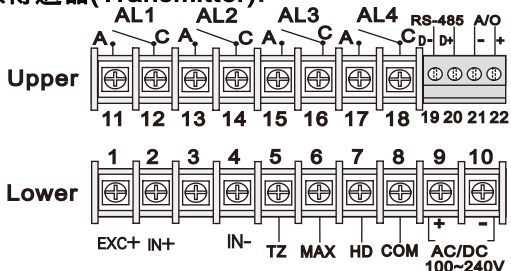 (Transmitter):
AL1 AL2 AL3 AL4 RS-485 A/O
A C A C A C A C D- D+ - +
Upper
11 12 13 14 15 16 17 18 19 20 21 22
1 2 3 4 5 6 7 8 9 10
Lower
+ -
EXC+ IN+ IN- TZ MAX HD COM AC/DC
100~240V